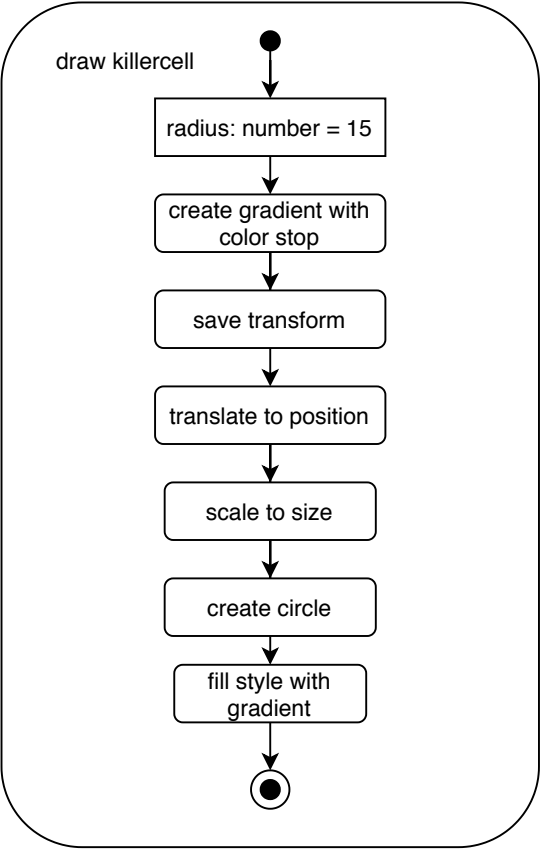 draw killercell
radius: number = 15
create gradient with
color stop
save transform
translate to position
scale to size
create circle
fill style with
gradient